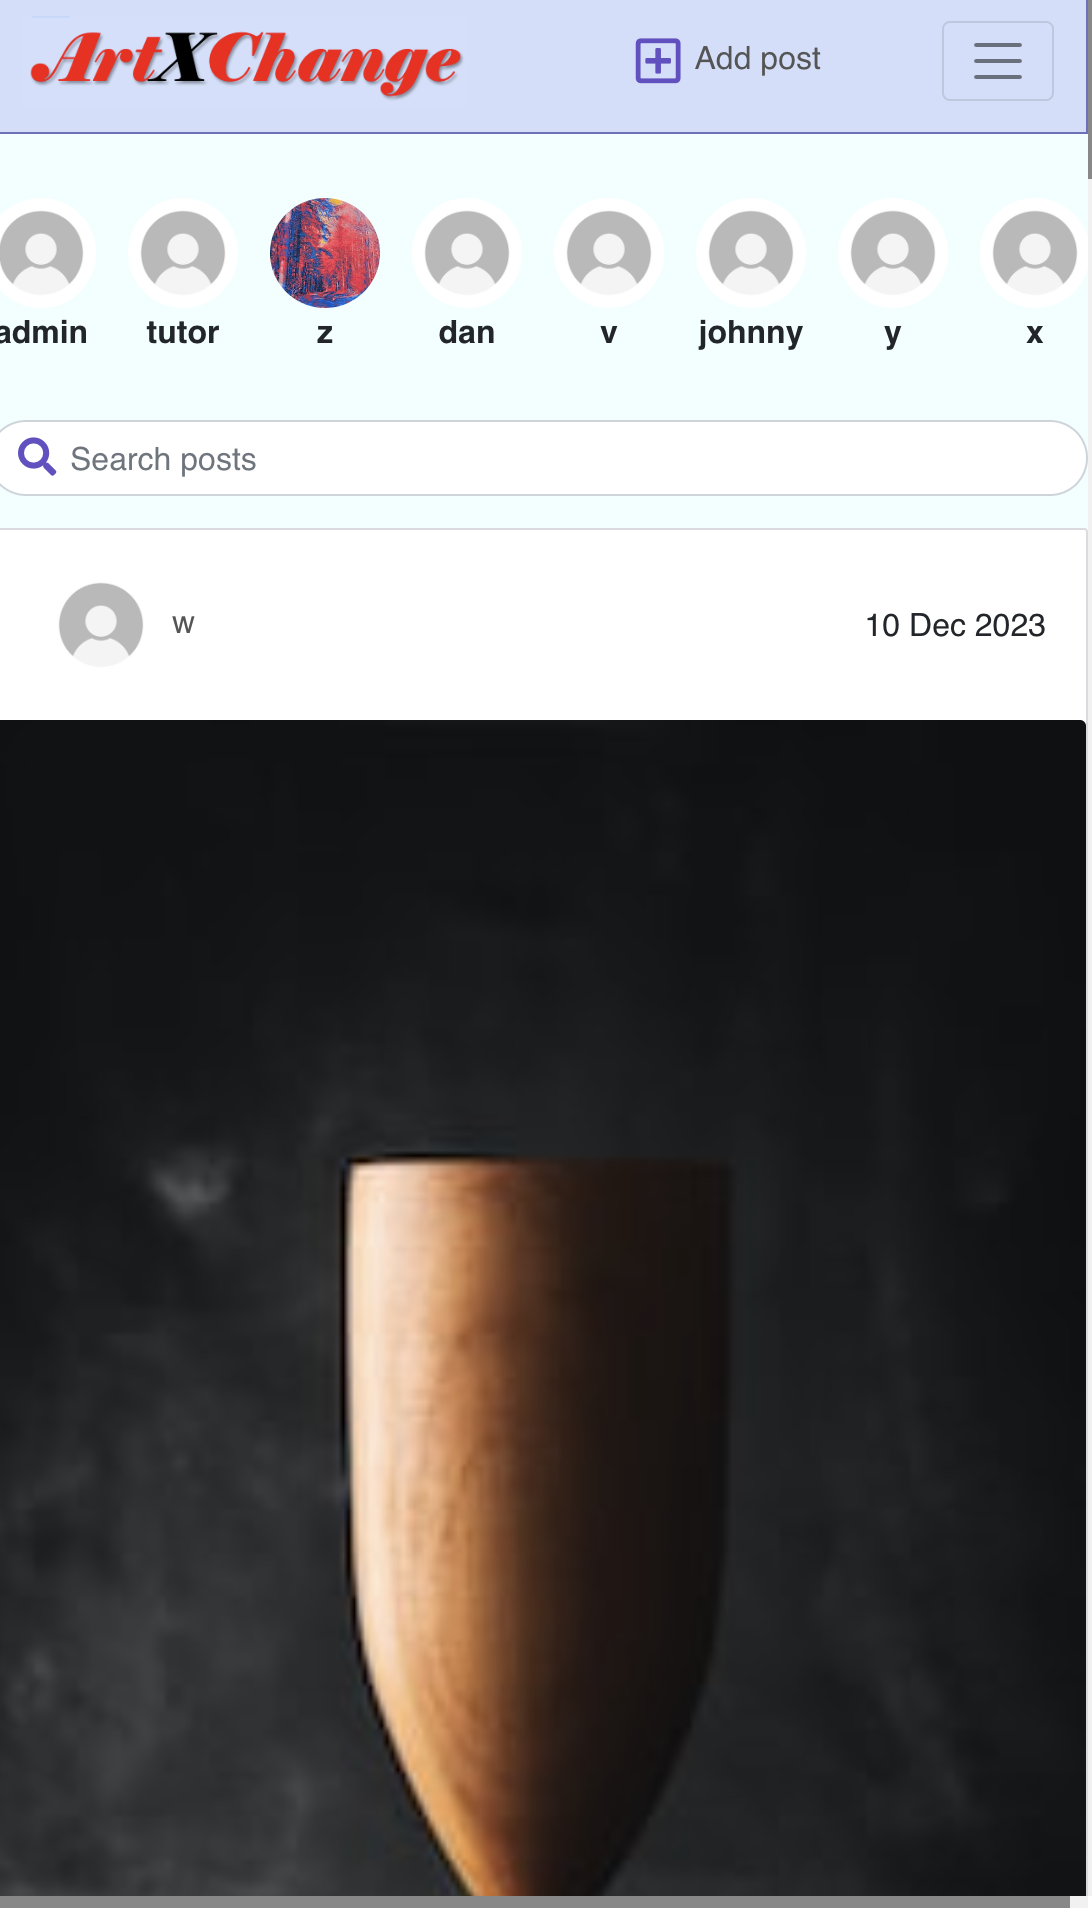 ArtXChange
Add post
admin tutor z dan v johnny y x
Search posts
w
10 Dec 2023